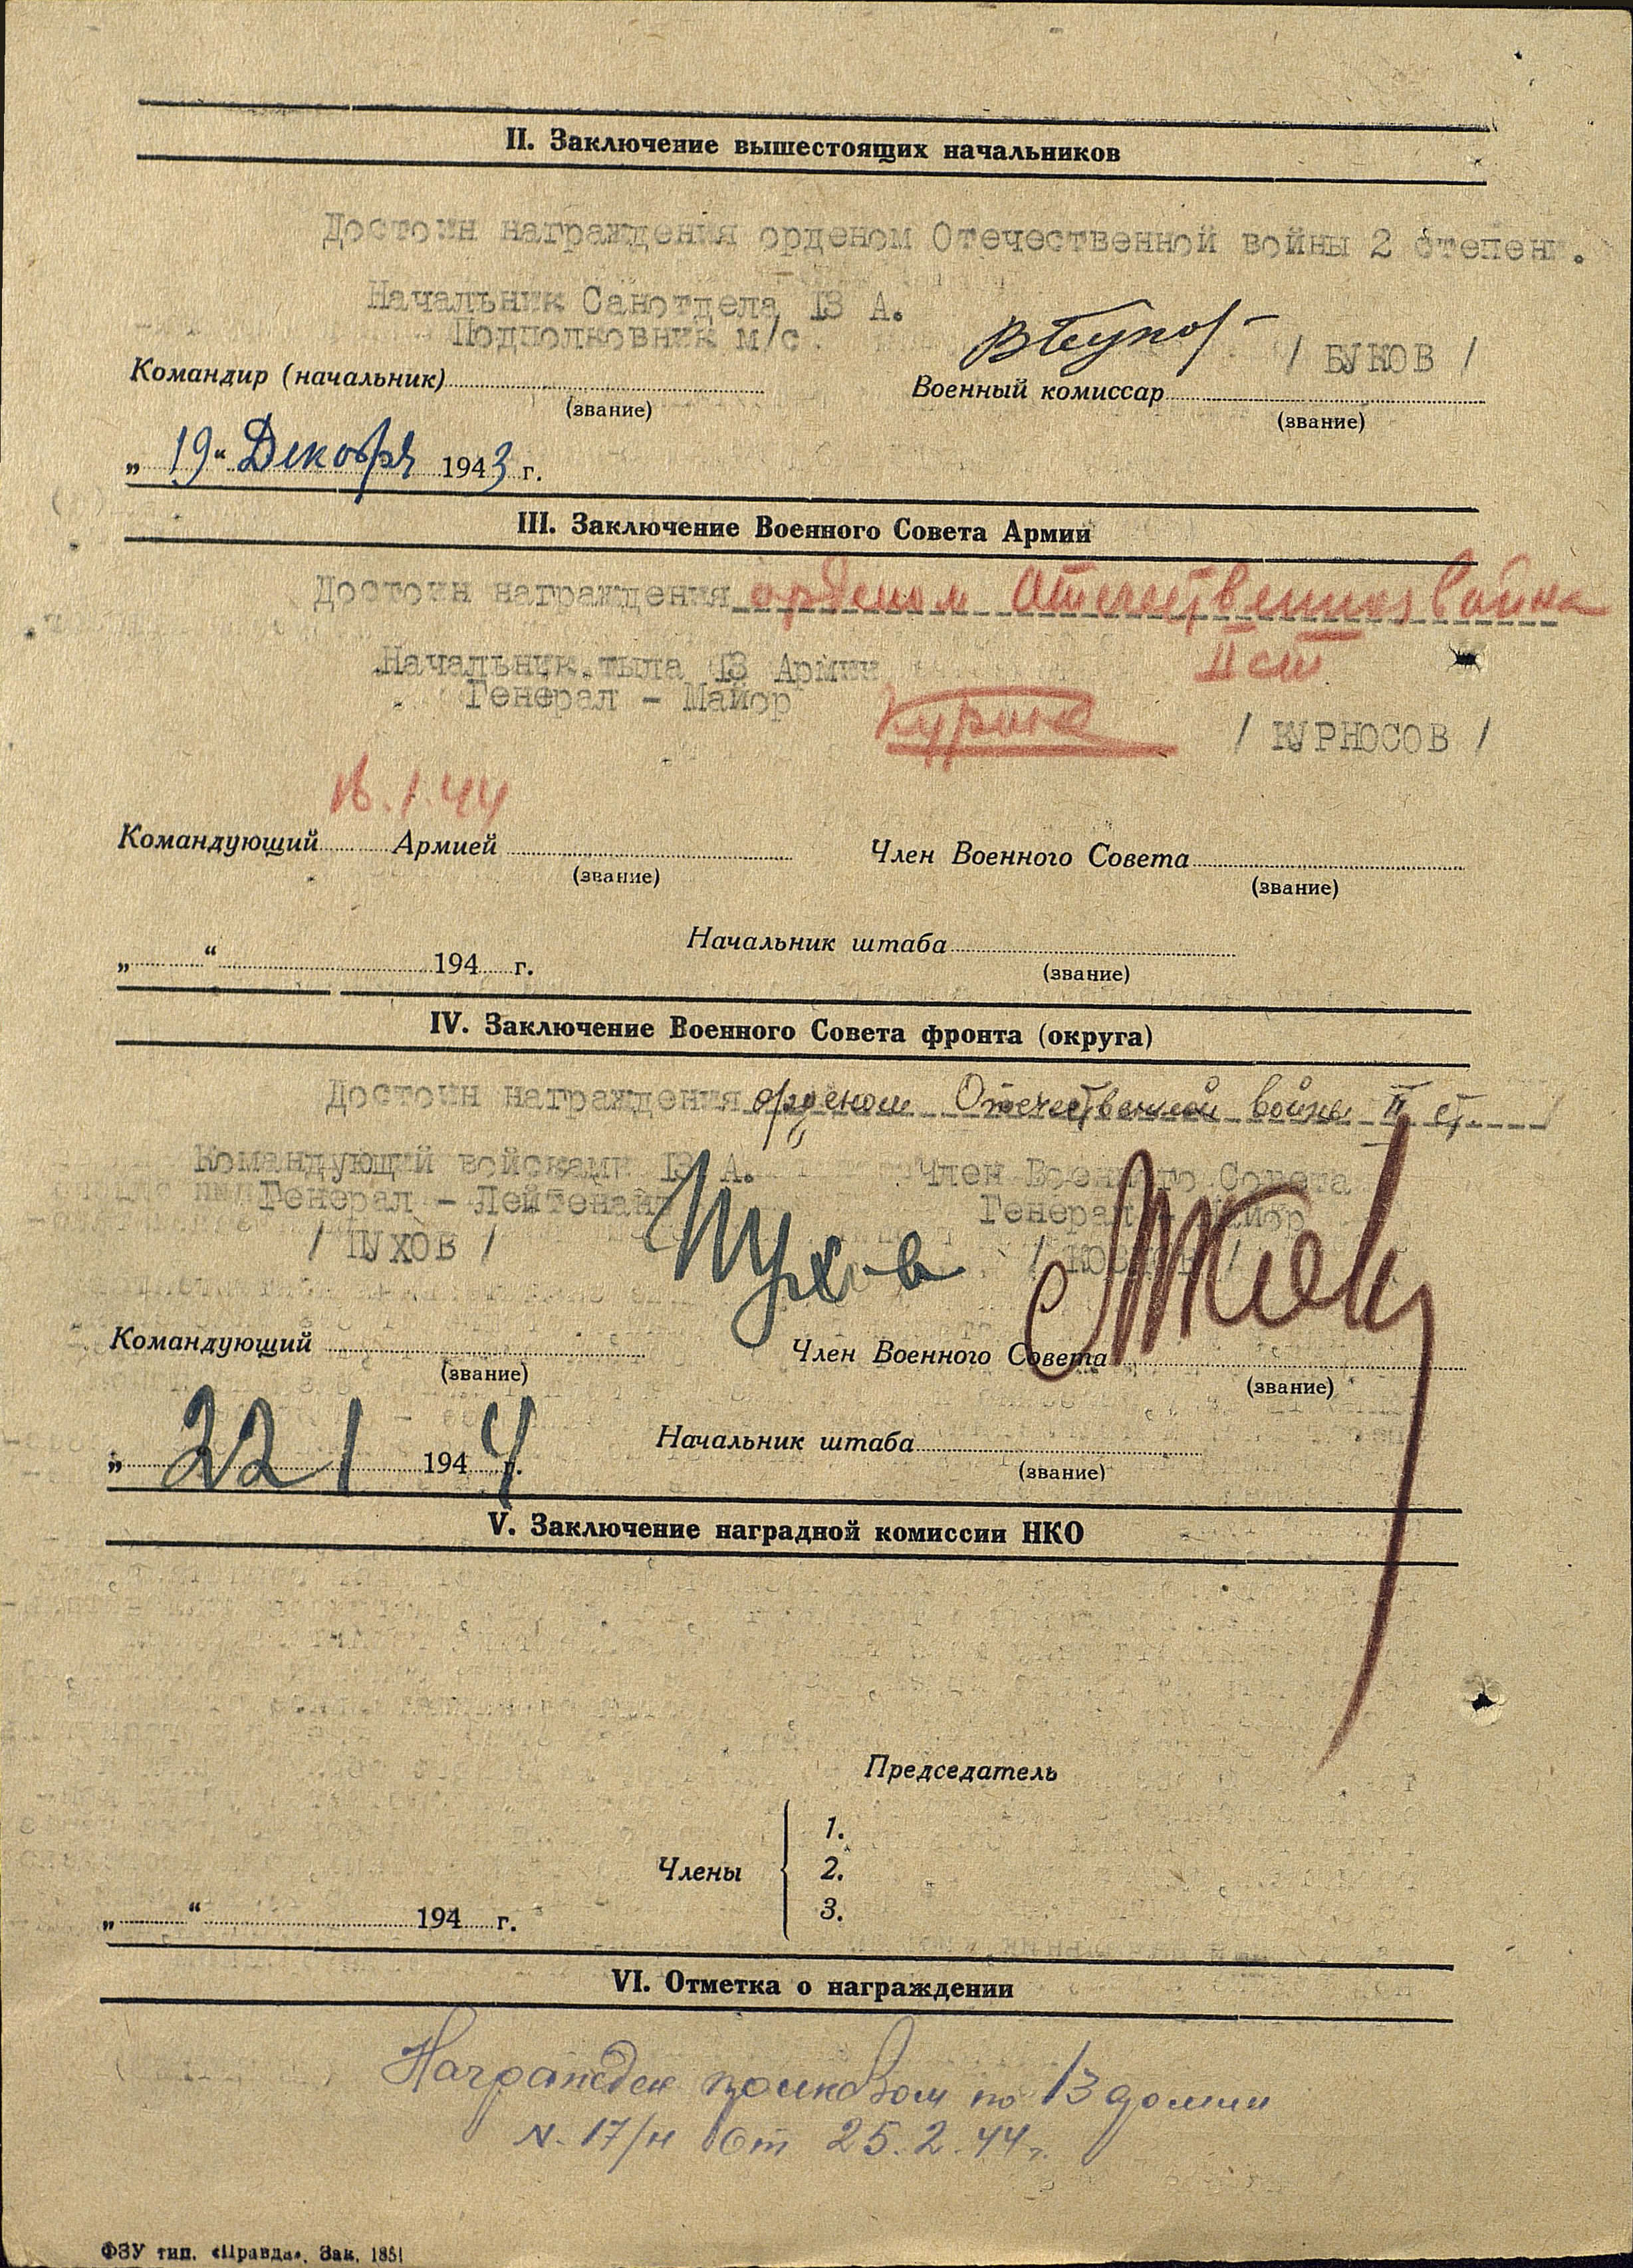 II. Заключение вышестоящих начальников
Достоин награждения орденом Отечественной войны 2 степени.
Начальник Санотдела 13 А.
Подполковник м/с.
/ БУКОВ /
Командир (начальник) Военный комиссар
(звание) (звание)
„ 19 “ Декабря 1943 г.
III. Заключение Военного Совета Армии
Достоин награждения орденом Отечественная война
II ст
Начальник тыла 13 Армии
Генерал - Майор
/ КУРНОСОВ /
.1.44
Командующий Армией Член Военного Совета
(звание) (звание)
Начальник штаба
„ “ 194 г. (звание)
IV. Заключение Военного Совета фронта (округа)
Достоин награждения орденом Отечественной войны II ст.
Командующий войсками 13 А. Член Военного Совета
Генерал - Лейтенант Генерал - Майор
/ ПУХОВ / Пухов
Командующий Член Военного Совета
(звание) (звание)
Начальник штаба
„ 22 1 1944 г. (звание)
V. Заключение наградной комиссии НКО
Председатель
1.
Члены 2.
3.
„ “ 194 г.
VI. Отметка о награждении
Награжден приказом по 13 армии
N. 17/н от 25.2.44г.
ФЗУ тип. «Правда», Зак. 1851